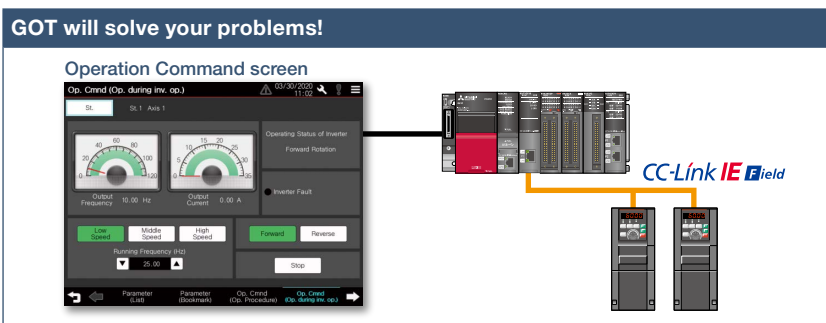 GOT will solve your problems!
Operation Command screen
Op. Cmnd (Op. during inv. op.)
03/30/2020
11:02
St.
St. 1 Axis 1
Operating Status of Inverter
Forward Rotation
0 20 40 60 80 100 120
0 5 10 15 20 25 35
Output
Frequency 10.00 Hz
Output
Current 0.00 A
Inverter Fault
Low
Speed
Middle
Speed
High
Speed
Forward
Reverse
Running Frequency (Hz)
25.00
Stop
Parameter
(List)
Parameter
(Bookmark)
Op. Cmnd
(Op. Procedure)
Op. Cmnd
(Op. during inv. op.)
CC-Línk IE Field